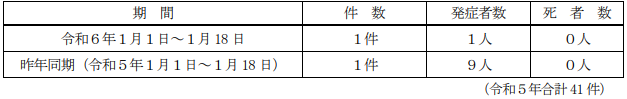 期 間 件 数 発症者数 死 者 数
令和６年１月１日～１月18日 １件 １人 ０人
昨年同期（令和５年１月１日～１月18日） １件 ９人 ０人
（令和５年合計41件）